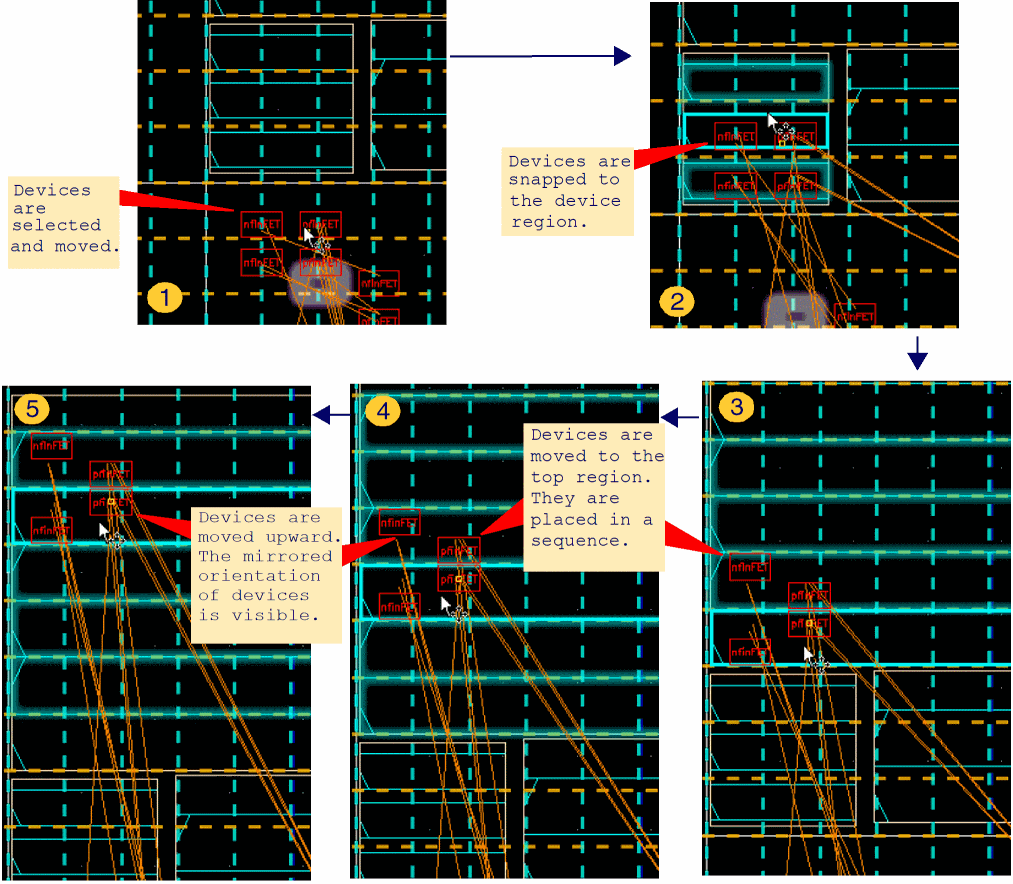 Devices
are
selected
and moved.
nfinFET
nfinFET
nfinFET
pfinFET
nfinFET
nfinFET
1
Devices are
snapped to
the device
region.
nfinFET
pfinFET
nfinFET
pfinFET
nfinFET
2
3
nfinFET
pfinFET
pfinFET
nfinFET
4
Devices are
moved to the
top region.
They are
placed in a
sequence.
nfinFET
pfinFET
nfinFET
pfinFET
5
nfinFET
pfinFET
pfinFET
nfinFET
Devices are
moved upward.
The mirrored
orientation
of devices
is visible.